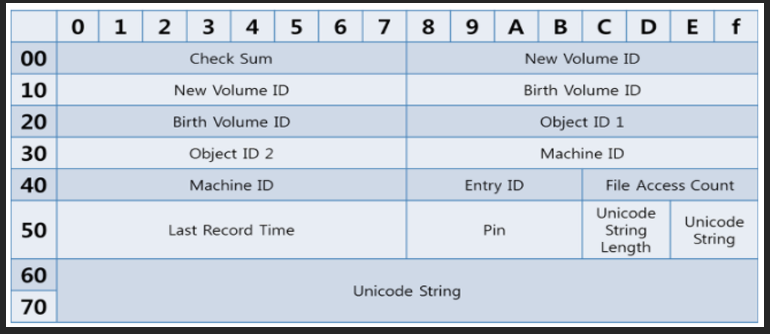 0 1 2 3 4 5 6 7 8 9 A B C D E f
00 Check Sum New Volume ID
10 New Volume ID Birth Volume ID
20 Birth Volume ID Object ID 1
30 Object ID 2 Machine ID
40 Machine ID Entry ID File Access Count
50 Last Record Time Pin Unicode String Length Unicode String
60
Unicode String
70